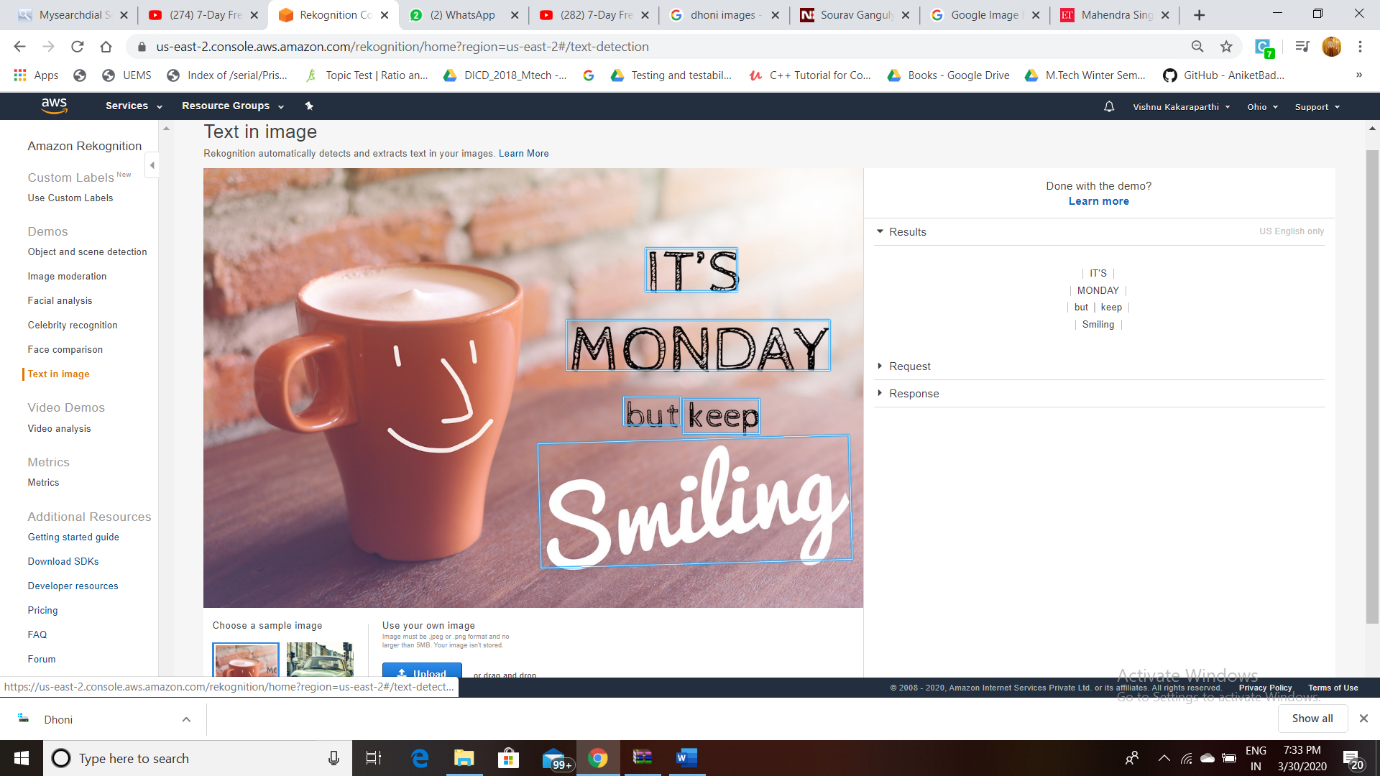 Mysearchdial S
(274) 7-Day Fre
Rekognition Co
(2) WhatsApp
(282) 7-Day Fre
dhoni images -
Sourav Ganguly
Google Image
Mahendra Sing
us-east-2.console.aws.amazon.com/rekognition/home?region=us-east-2#/text-detection
Apps
UEMS
Index of /serial/Pris...
Topic Test | Ratio an...
DICD_2018_Mtech -...
Testing and testabil...
C++ Tutorial for Co...
Books - Google Drive
M.Tech Winter Sem...
GitHub - AniketBad...
aws
Services
Resource Groups
Vishnu Kakaraparthi
Ohio
Support
Amazon Rekognition
Custom Labels New
Use Custom Labels
Demos
Object and scene detection
Image moderation
Facial analysis
Celebrity recognition
Face comparison
Text in image
Video Demos
Video analysis
Metrics
Metrics
Additional Resources
Getting started guide
Download SDKs
Developer resources
Pricing
FAQ
Forum
Text in image
Rekognition automatically detects and extracts text in your images. Learn More
IT'S
MONDAY
but keep
Smiling
Choose a sample image
Use your own image
Image must be .jpeg or .png format and no
larger than 5MB. Your image isn't stored.
Upload
or drag and drop
Done with the demo?
Learn more
Results
US English only
| IT'S |
| MONDAY |
| but | keep |
| Smiling |
Request
Response
Activate Windows
Go to Settings to activate Windows.
https://us-east-2.console.aws.amazon.com/rekognition/home?region=us-east-2#/text-detect...
© 2008 - 2020, Amazon Internet Services Private Ltd. or its affiliates. All rights reserved.
Privacy Policy
Terms of Use
Dhoni
Show all
Type here to search
99+
ENG
IN
7:33 PM
3/30/2020
20